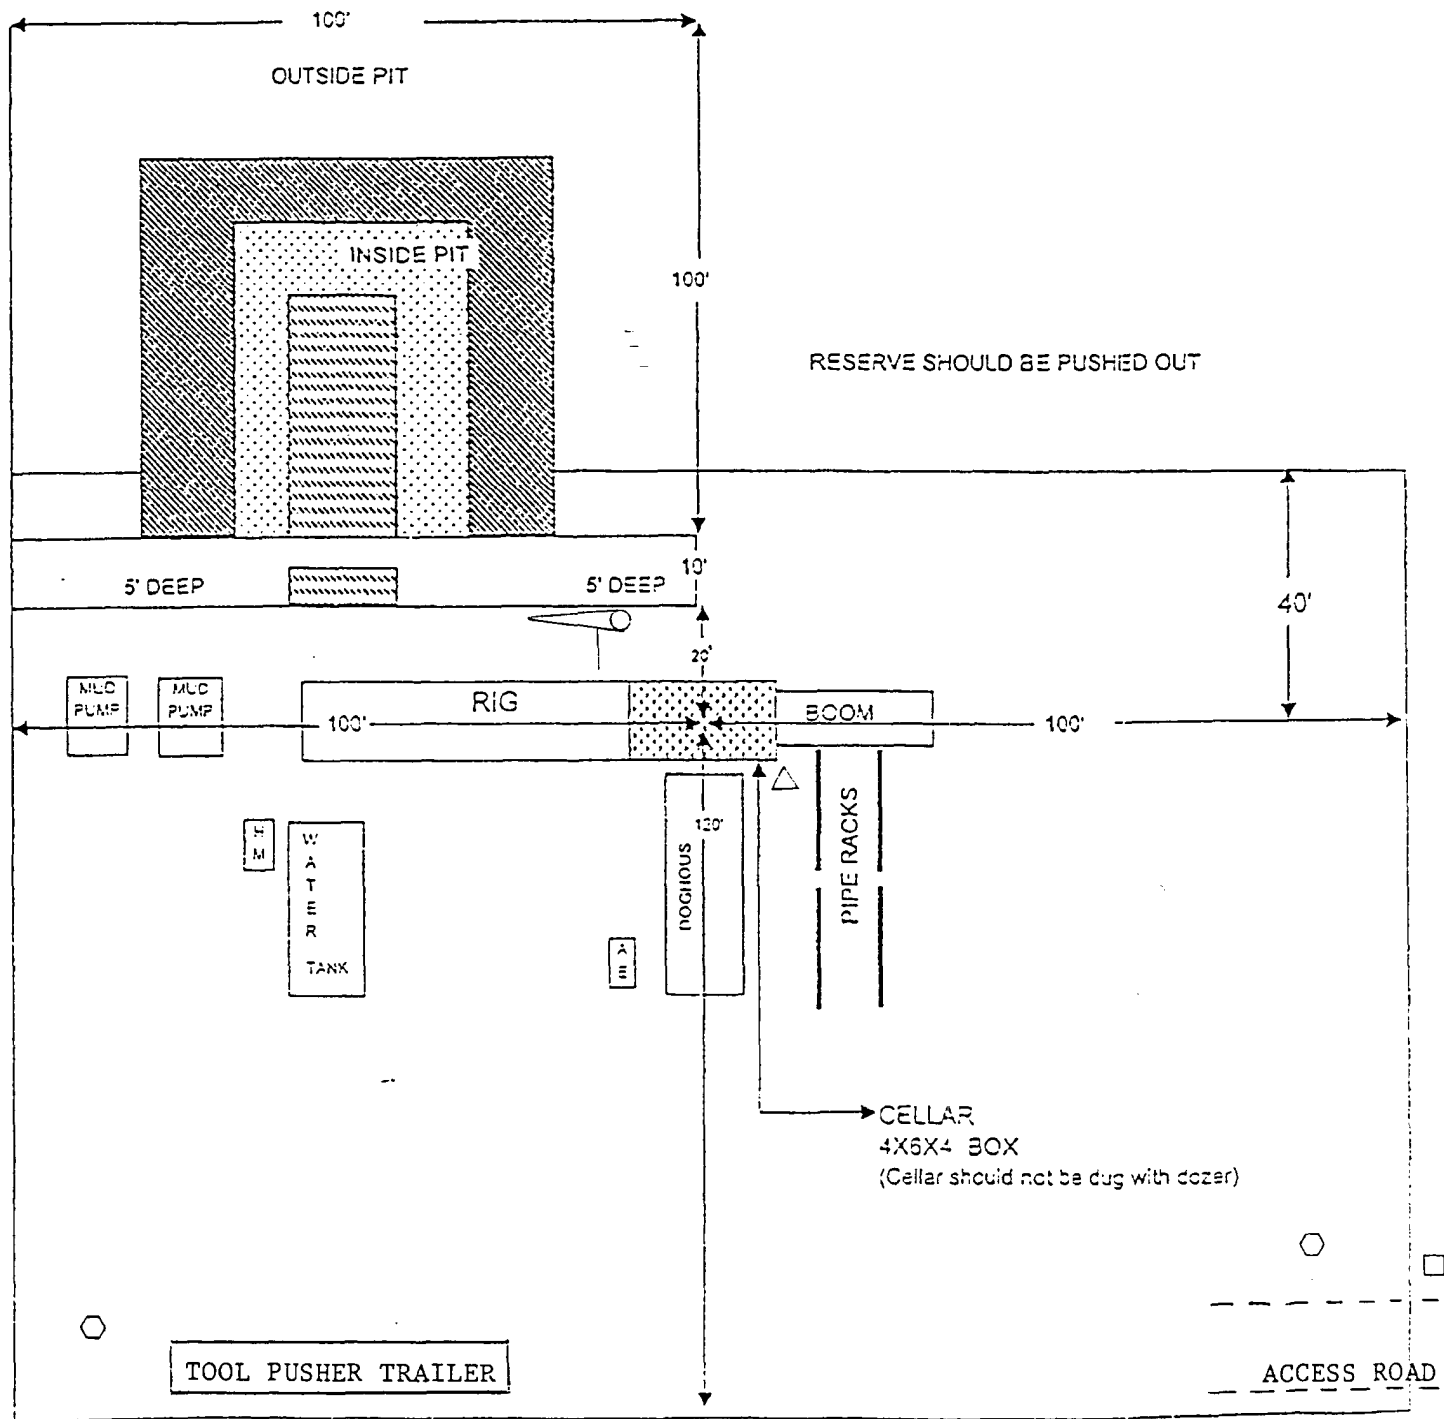 100'
OUTSIDE PIT
INSIDE PIT
100'
RESERVE SHOULD BE PUSHED OUT
10'
5' DEEP
5' DEEP
40'
20'
MUD
PUMP
MUD
PUMP
RIG
BOOM
100'
100'
120'
DOGHOUS
PIPE RACKS
H
M
W
A
T
E
R
TANK
A
E
CELLAR
4X6X4 BOX
(Cellar should not be dug with dozer)
TOOL PUSHER TRAILER
ACCESS ROAD